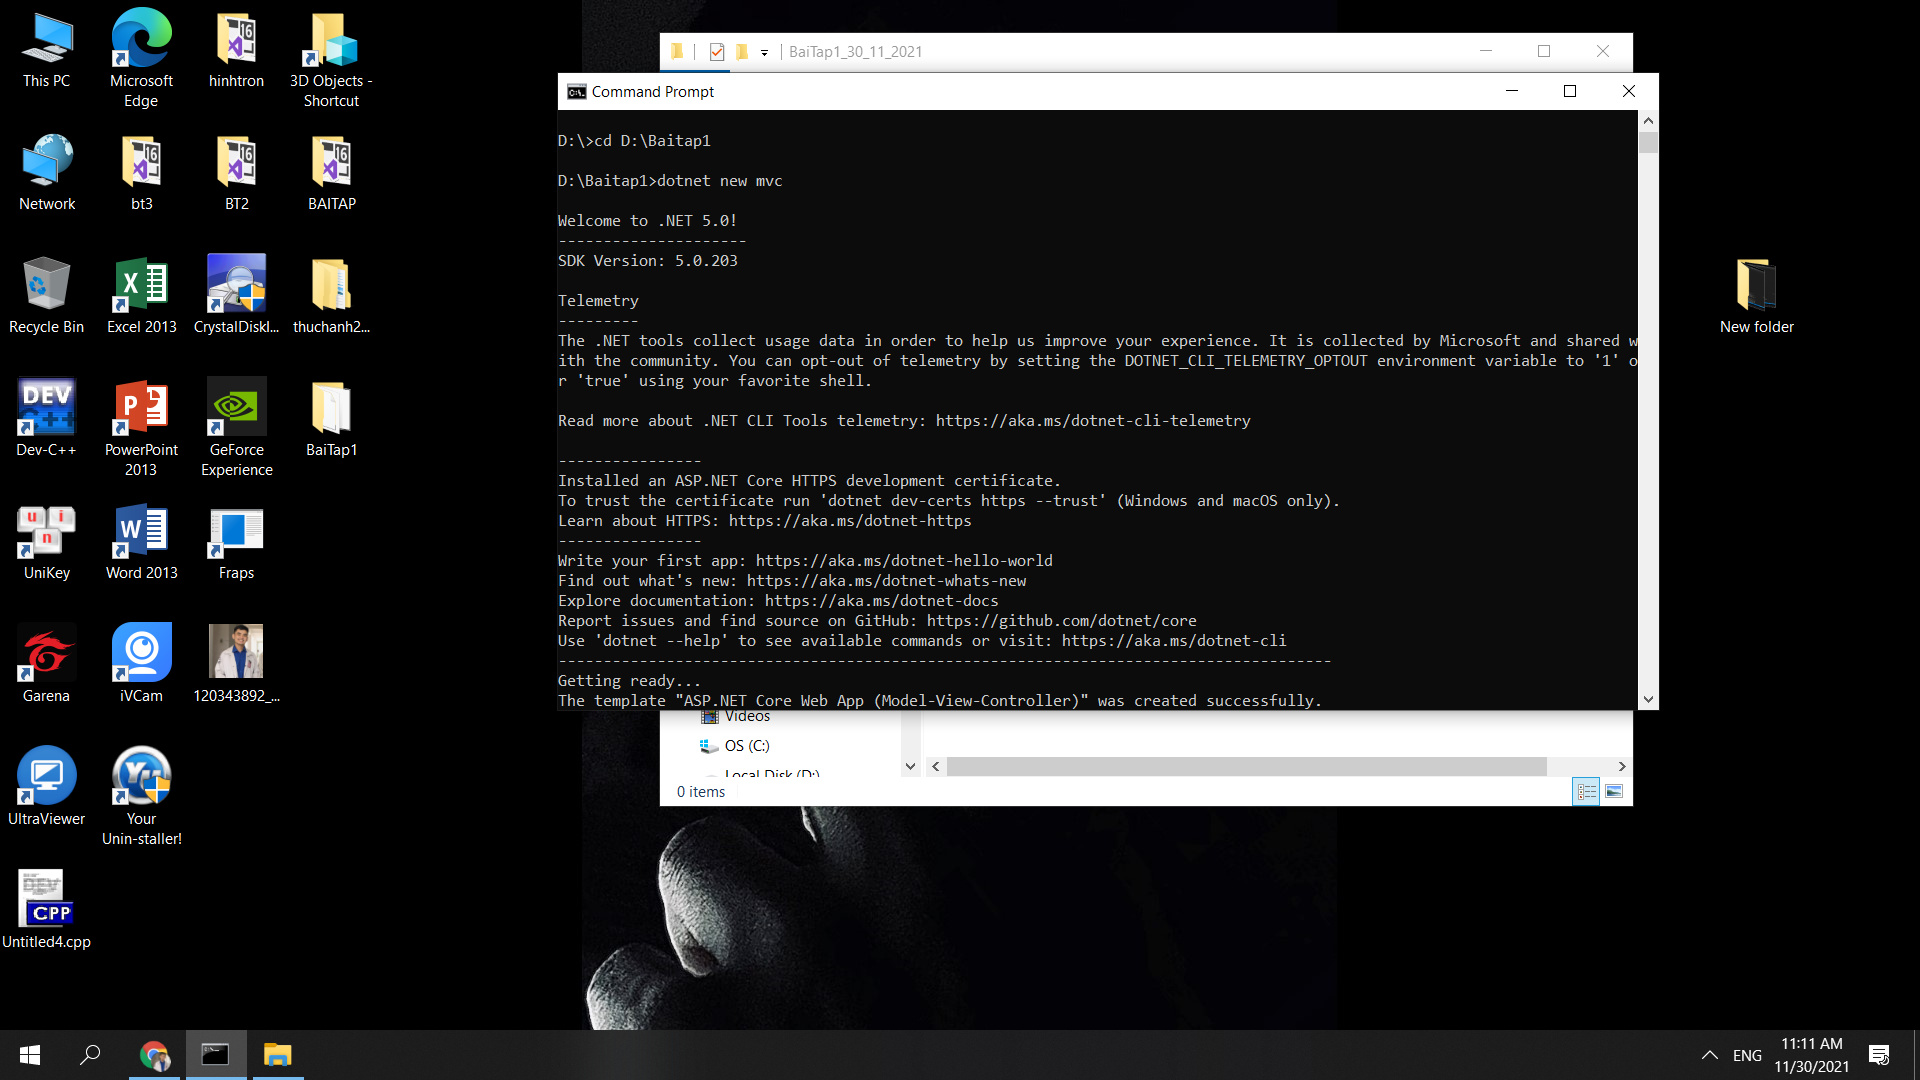 This PC
Microsoft
Edge
hinhtron
3D Objects -
Shortcut
Network
bt3
BT2
BAITAP
Recycle Bin
Excel 2013
CrystalDiskI...
thuchanh2...
Dev-C++
PowerPoint
2013
GeForce
Experience
BaiTap1
UniKey
Word 2013
Fraps
Garena
iVCam
120343892_...
UltraViewer
Your
Unin-staller!
Untitled4.cpp
New folder
BaiTap1_30_11_2021
Command Prompt
D:\>cd D:\Baitap1
D:\Baitap1>dotnet new mvc
Welcome to .NET 5.0!
---------------------
SDK Version: 5.0.203
Telemetry
---------
The .NET tools collect usage data in order to help us improve your experience. It is collected by Microsoft and shared w
ith the community. You can opt-out of telemetry by setting the DOTNET_CLI_TELEMETRY_OPTOUT environment variable to '1' o
r 'true' using your favorite shell.
Read more about .NET CLI Tools telemetry: https://aka.ms/dotnet-cli-telemetry
----------------
Installed an ASP.NET Core HTTPS development certificate.
To trust the certificate run 'dotnet dev-certs https --trust' (Windows and macOS only).
Learn about HTTPS: https://aka.ms/dotnet-https
----------------
Write your first app: https://aka.ms/dotnet-hello-world
Find out what's new: https://aka.ms/dotnet-whats-new
Explore documentation: https://aka.ms/dotnet-docs
Report issues and find source on GitHub: https://github.com/dotnet/core
Use 'dotnet --help' to see available commands or visit: https://aka.ms/dotnet-cli
--------------------------------------------------------------------------------------
Getting ready...
The template "ASP.NET Core Web App (Model-View-Controller)" was created successfully.
Videos
OS (C:)
Local Disk (D:)
0 items
ENG
11:11 AM
11/30/2021